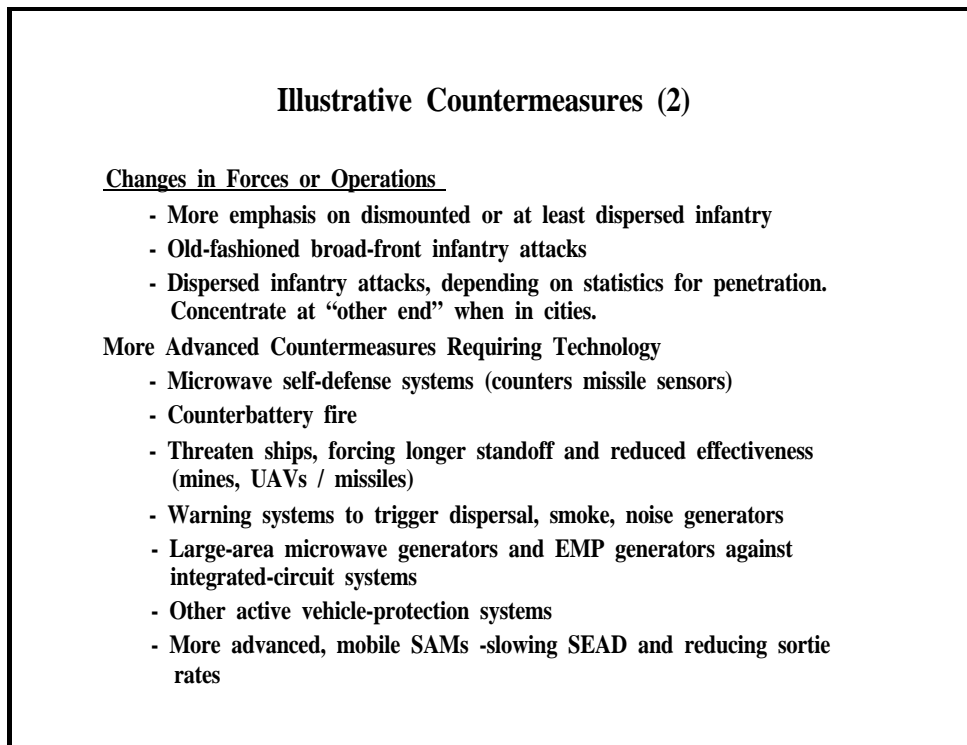 Illustrative Countermeasures (2)
Changes in Forces or Operations
- More emphasis on dismounted or at least dispersed infantry
- Old-fashioned broad-front infantry attacks
- Dispersed infantry attacks, depending on statistics for penetration.
Concentrate at “other end” when in cities.
More Advanced Countermeasures Requiring Technology
- Microwave self-defense systems (counters missile sensors)
- Counterbattery fire
- Threaten ships, forcing longer standoff and reduced effectiveness
(mines, UAVs / missiles)
- Warning systems to trigger dispersal, smoke, noise generators
- Large-area microwave generators and EMP generators against
integrated-circuit systems
- Other active vehicle-protection systems
- More advanced, mobile SAMs -slowing SEAD and reducing sortie
rates